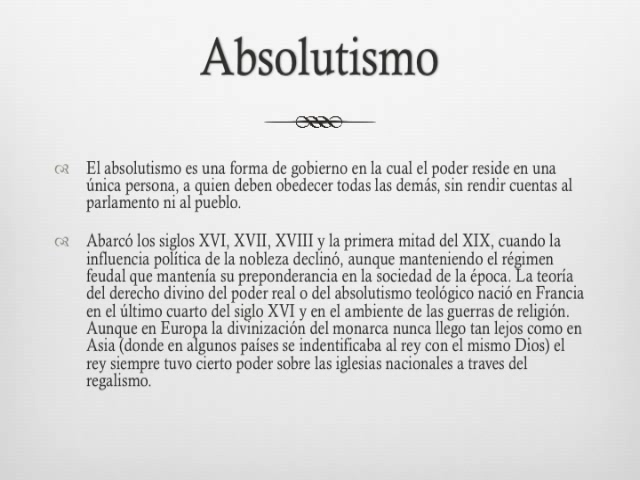 Absolutismo
El absolutismo es una forma de gobierno en la cual el poder reside en una
única persona, a quien deben obedecer todas las demás, sin rendir cuentas al
parlamento ni al pueblo.
Abarcó los siglos XVI, XVII, XVIII y la primera mitad del XIX, cuando la
influencia política de la nobleza declinó, aunque manteniendo el régimen
feudal que mantenía su preponderancia en la sociedad de la época. La teoría
del derecho divino del poder real o del absolutismo teológico nació en Francia
en el último cuarto del siglo XVI y en el ambiente de las guerras de religión.
Aunque en Europa la divinización del monarca nunca llego tan lejos como en
Asia (donde en algunos países se indentificaba al rey con el mismo Dios) el
rey siempre tuvo cierto poder sobre las iglesias nacionales a traves del
regalismo.